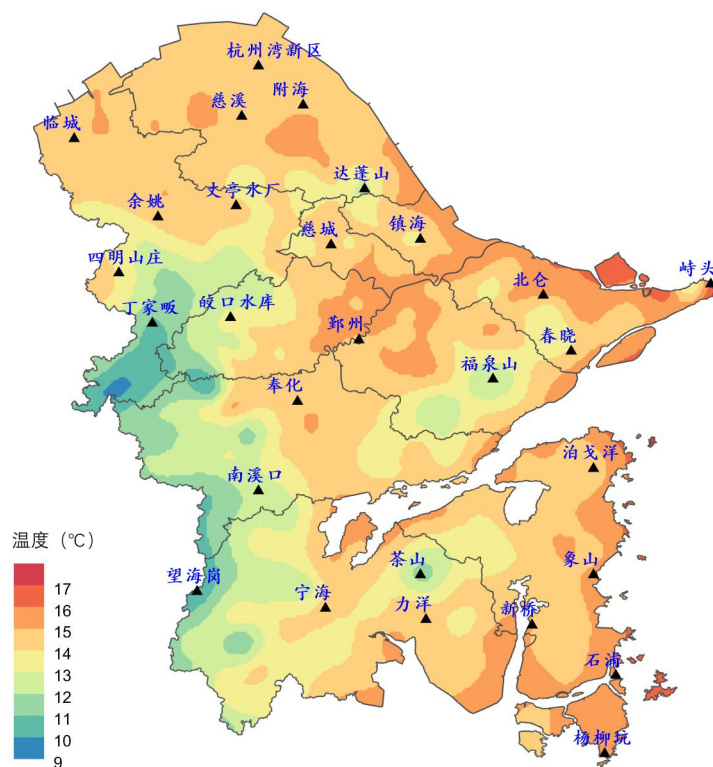 杭州湾新区
附海
慈溪
临城
达蓬山
丈亭水厂
余姚
镇海
慈城
四明山庄
峙头
北仑
丁家畈
皎口水库
鄞州
春晓
福泉山
奉化
泊戈洋
南溪口
温度（℃）
17
16
15
14
13
12
11
10
9
望海岗
茶山
象山
宁海
力洋
新桥
石浦
杨柳坑